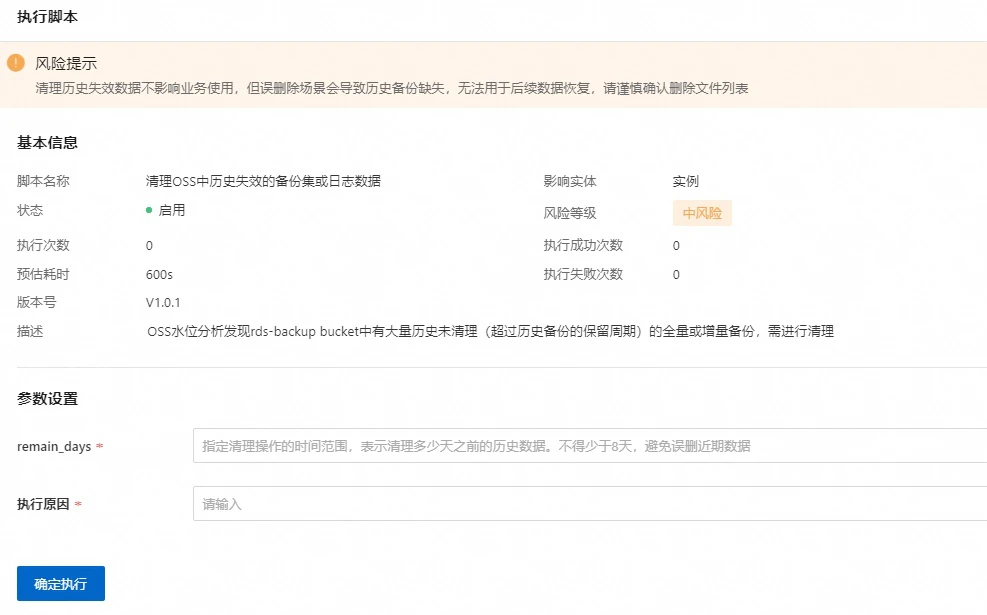 执行脚本
风险提示
清理历史失效数据不影响业务使用，但误删除场景会导致历史备份缺失，无法用于后续数据恢复，请谨慎确认删除文件列表
基本信息
脚本名称 清理OSS中历史失效的备份集或日志数据 影响实体 实例
状态 启用 风险等级 中风险
执行次数 0 执行成功次数 0
预估耗时 600s 执行失败次数 0
版本号 V1.0.1
描述 OSS水位分析发现rds-backup bucket中有大量历史未清理（超过历史备份的保留周期）的全量或增量备份，需进行清理
参数设置
remain_days * 指定清理操作的时间范围，表示清理多少天之前的历史数据。不得少于8天，避免误删近期数据
执行原因 * 请输入
确定执行